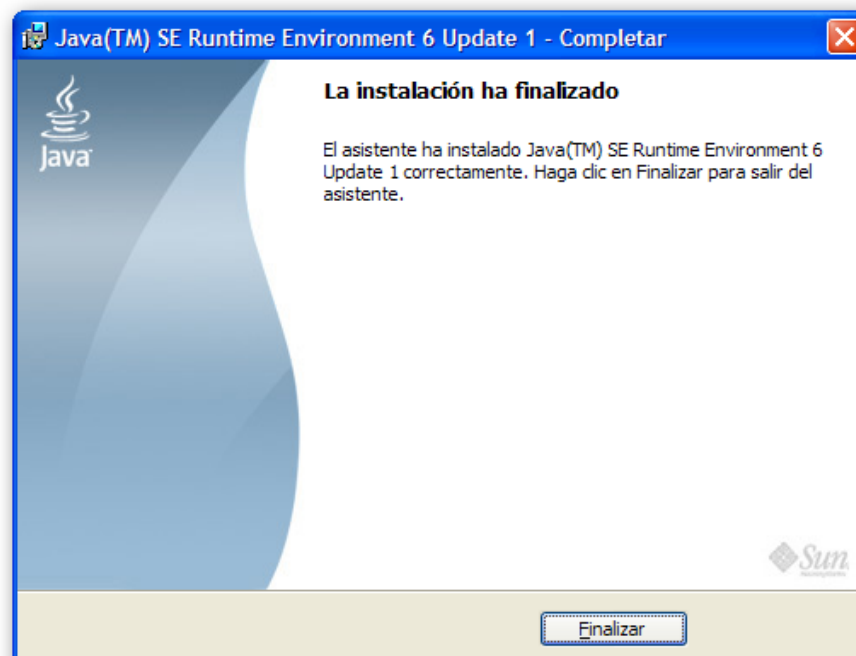 Java(TM) SE Runtime Environment 6 Update 1 - Completar
Java
La instalación ha finalizado
El asistente ha instalado Java(TM) SE Runtime Environment 6
Update 1 correctamente. Haga clic en Finalizar para salir del
asistente.
Sun
Finalizar